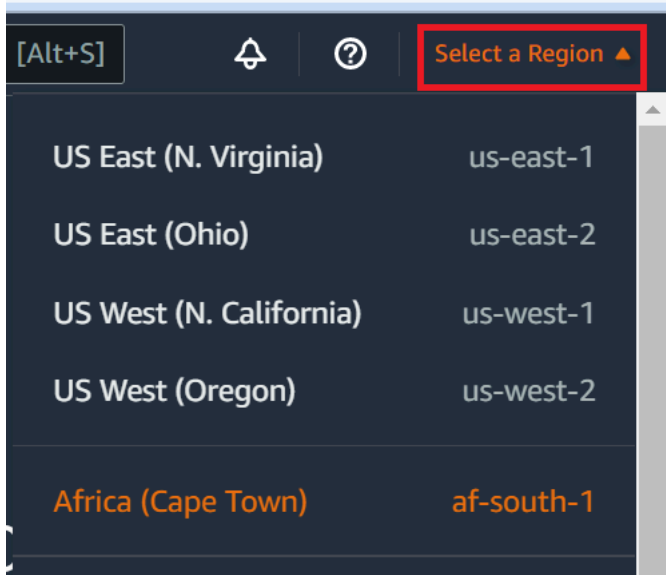 [Alt+S] Select a Region
US East (N. Virginia) us-east-1
US East (Ohio) us-east-2
US West (N. California) us-west-1
US West (Oregon) us-west-2
Africa (Cape Town) af-south-1